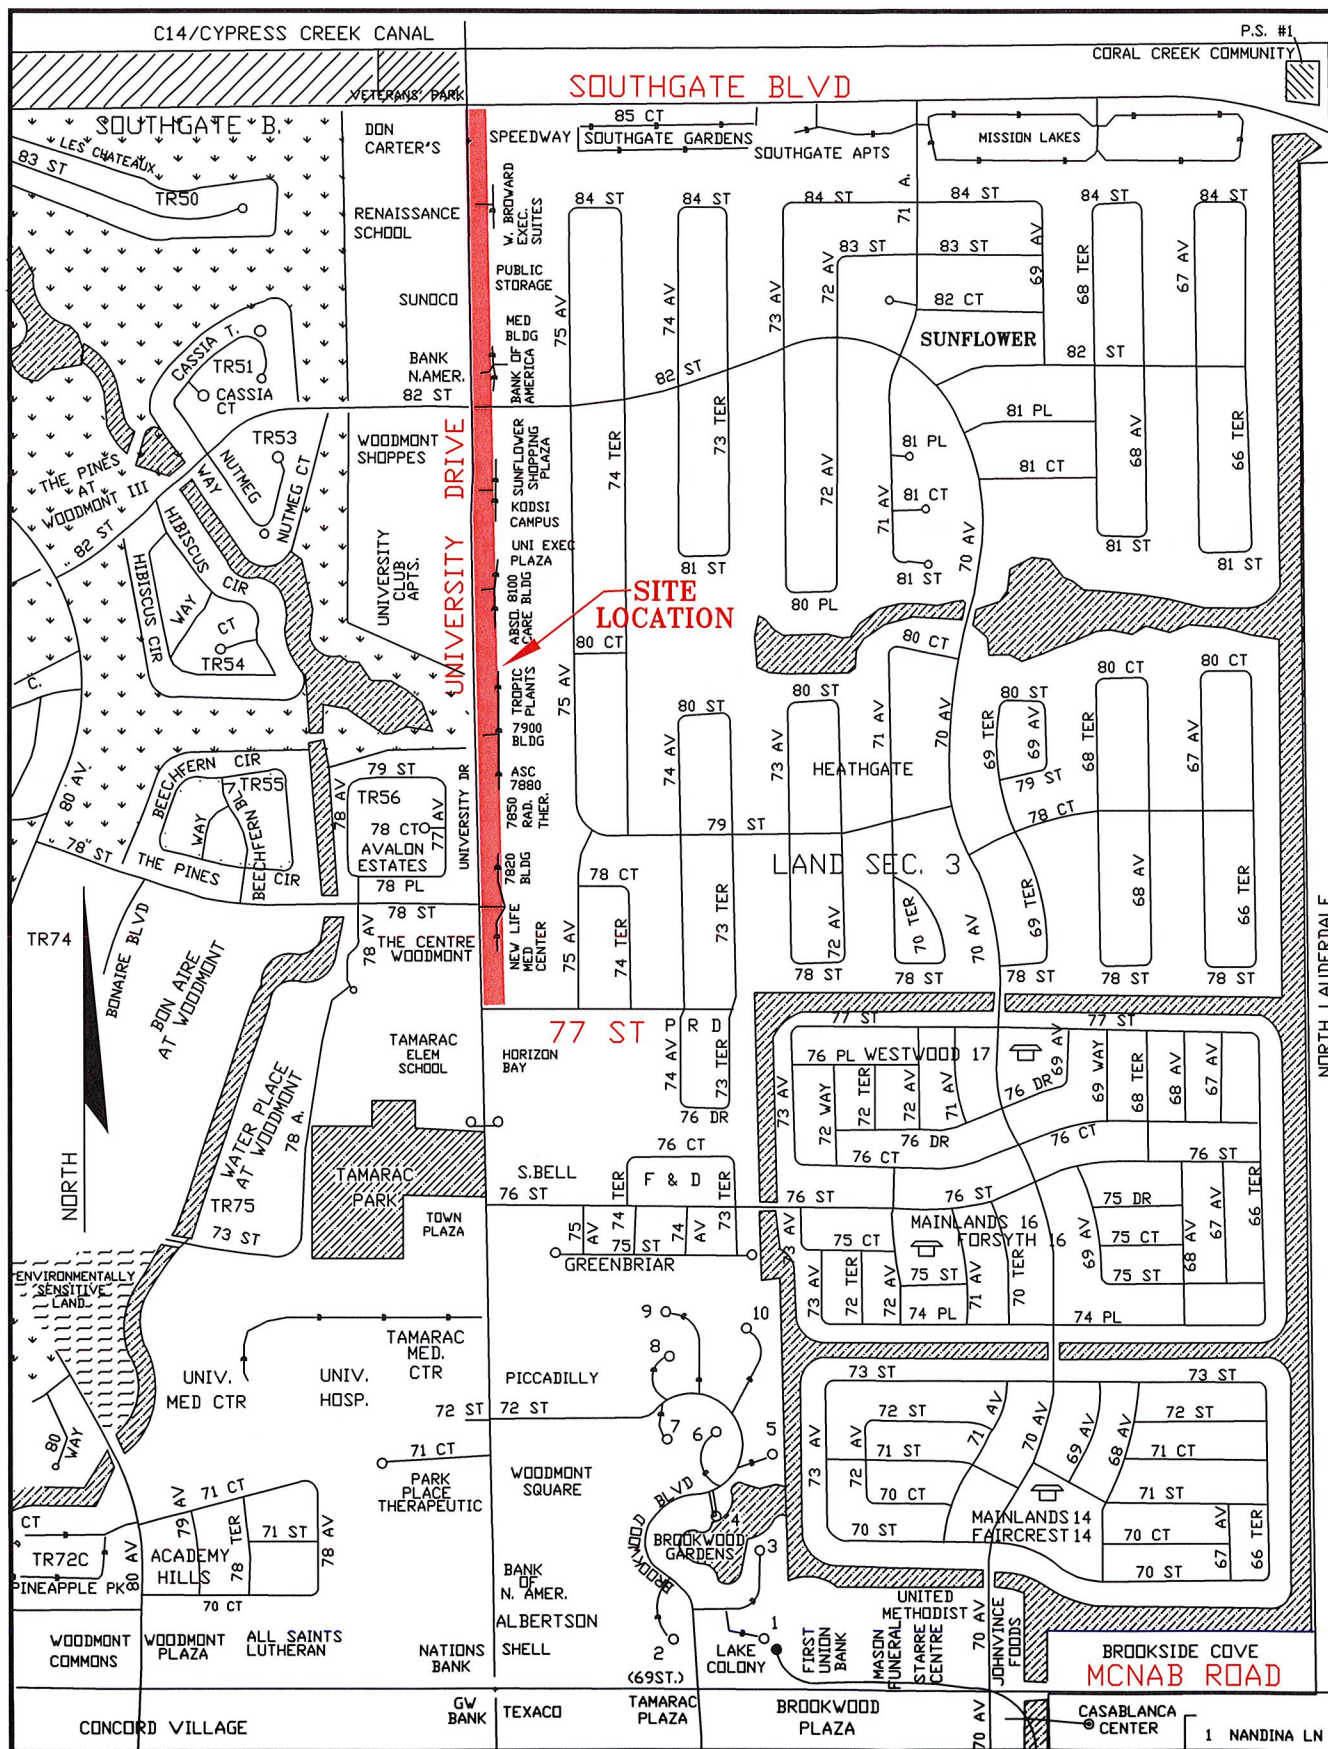 C14/CYPRESS CREEK CANAL
P.S. #1
CORAL CREEK COMMUNITY
VETERANS' PARK
SOUTHGATE BLVD
SOUTHGATE B.
LES CHATEAUX
83 ST
TR50
DON
CARTER'S
SPEEDWAY
85 CT
SOUTHGATE GARDENS
SOUTHGATE APTS
MISSION LAKES
71 A.
RENAISSANCE
SCHOOL
W. BROWARD
EXEC.
SUITES
84 ST
84 ST
84 ST
84 ST
84 ST
84 ST
83 ST
83 ST
72 AV
69 AV
68 TER
67 AV
PUBLIC
STORAGE
SUNOCO
75 AV
74 AV
73 AV
82 CT
MED
BLDG
SUNFLOWER
CASSIA T.
TR51
CASSIA
CT
BANK
N.AMER.
82 ST
BANK OF
AMERICA
82 ST
82 ST
TR53
NUTMEG
NUTMEG CT
WAY
WOODMONT
SHOPPES
UNIVERSITY DRIVE
SUNFLOWER
SHOPPING
PLAZA
KODSI
CAMPUS
74 TER
73 TER
72 AV
81 PL
81 CT
71 AV
81 ST
70 AV
81 PL
81 CT
68 AV
66 TER
81 ST
81 ST
THE PINES
AT
WOODMONT III
82 ST
HIBISCUS CIR
HIBISCUS CIR
WAY
CT
TR54
UNIVERSITY
CLUB
APTS.
UNI EXEC
PLAZA
81 ST
80 PL
ABSO. 8100
CARE BLDG
SITE
LOCATION
80 CT
80 CT
80 CT
80 CT
C.
TROPIC
PLANTS
7900
BLDG
75 AV
80 ST
80 ST
80 ST
71 AV
70 AV
69 TER
69 AV
68 TER
67 AV
74 AV
73 AV
HEATHGATE
79 ST
78 CT
80 AV.
BEECHFERN CIR
TR55
BL
WAY
BEECHFERN
CIR
78 AV
79 ST
TR56
78 CT
77 AV
AVALON
ESTATES
UNIVERSITY DR
ASC
7880
7850
RAD.
THER.
79 ST
LAND SEC. 3
78 ST
THE PINES
78 PL
78 ST
7820
BLDG
78 CT
BONAIRE BLVD
TR74
BON AIRE
AT WOODMONT
78 AV
THE CENTRE
WOODMONT
NEW LIFE
MED
CENTER
75 AV
74 TER
73 TER
72 AV
70 TER
70 AV
69 TER
68 AV
66 TER
78 ST
78 ST
78 ST
78 ST
78 ST
NORTH LAUDERDALE
77 ST
P R D
77 ST
77 ST
TAMARAC
ELEM
SCHOOL
HORIZON
BAY
74 AV
73 TER
76 DR
73 AV
76 PL
WESTWOOD 17
72 WAY
72 TER
72 AV
71 AV
76 DR
69 AV
69 WAY
68 TER
68 AV
67 AV
76 DR
76 CT
76 CT
76 CT
WATER PLACE
AT WOODMONT
78 A.
NORTH
TAMARAC
PARK
TR75
73 ST
TOWN
PLAZA
S.BELL
76 ST
F & D
74 TER
73 TER
75 AV
74 AV
75 ST
GREENBRIAR
76 ST
76 ST
76 ST
73 AV
MAINLANDS 16
FORSYTH 16
75 CT
75 ST
74 PL
73 AV
72 TER
72 AV
71 AV
70 TER
69 AV
75 DR
75 CT
75 ST
68 AV
67 AV
66 TER
74 PL
ENVIRONMENTALLY
SENSITIVE
LAND
UNIV.
MED CTR
UNIV.
HOSP.
TAMARAC
MED.
CTR
PICCADILLY
72 ST
72 ST
9
10
8
7
6
5
4
3
2
1
73 ST
73 ST
72 ST
71 ST
70 CT
70 ST
73 AV
72 AV
71 AV
70 AV
69 AV
68 AV
72 ST
71 CT
71 ST
70 CT
70 ST
67 AV
66 TER
MAINLANDS 14
FAIRCREST 14
80 WAY
71 CT
PARK
PLACE
THERAPEUTIC
WOODMONT
SQUARE
BROOKWOOD BLVD
BROOKWOOD
GARDENS
CT
TR72C
PINEAPPLE PK
80 AV
79 AV
71 CT
78 TER
71 ST
78 AV
ACADEMY
HILLS
70 CT
BANK
OF
N. AMER.
ALBERTSON
SHELL
WOODMONT
COMMONS
WOODMONT
PLAZA
ALL SAINTS
LUTHERAN
NATIONS
BANK
(69ST.)
LAKE
COLONY
FIRST
UNION
BANK
MASON
FUNERAL
STARRE
CENTRE
UNITED
METHODIST
70 AV
JOHNVINCE
FOODS
BROOKSIDE COVE
MCNAB ROAD
CONCORD VILLAGE
GW
BANK
TEXACO
TAMARAC
PLAZA
BROOKWOOD
PLAZA
70 AV
CASABLANCA
CENTER
1 NANDINA LN